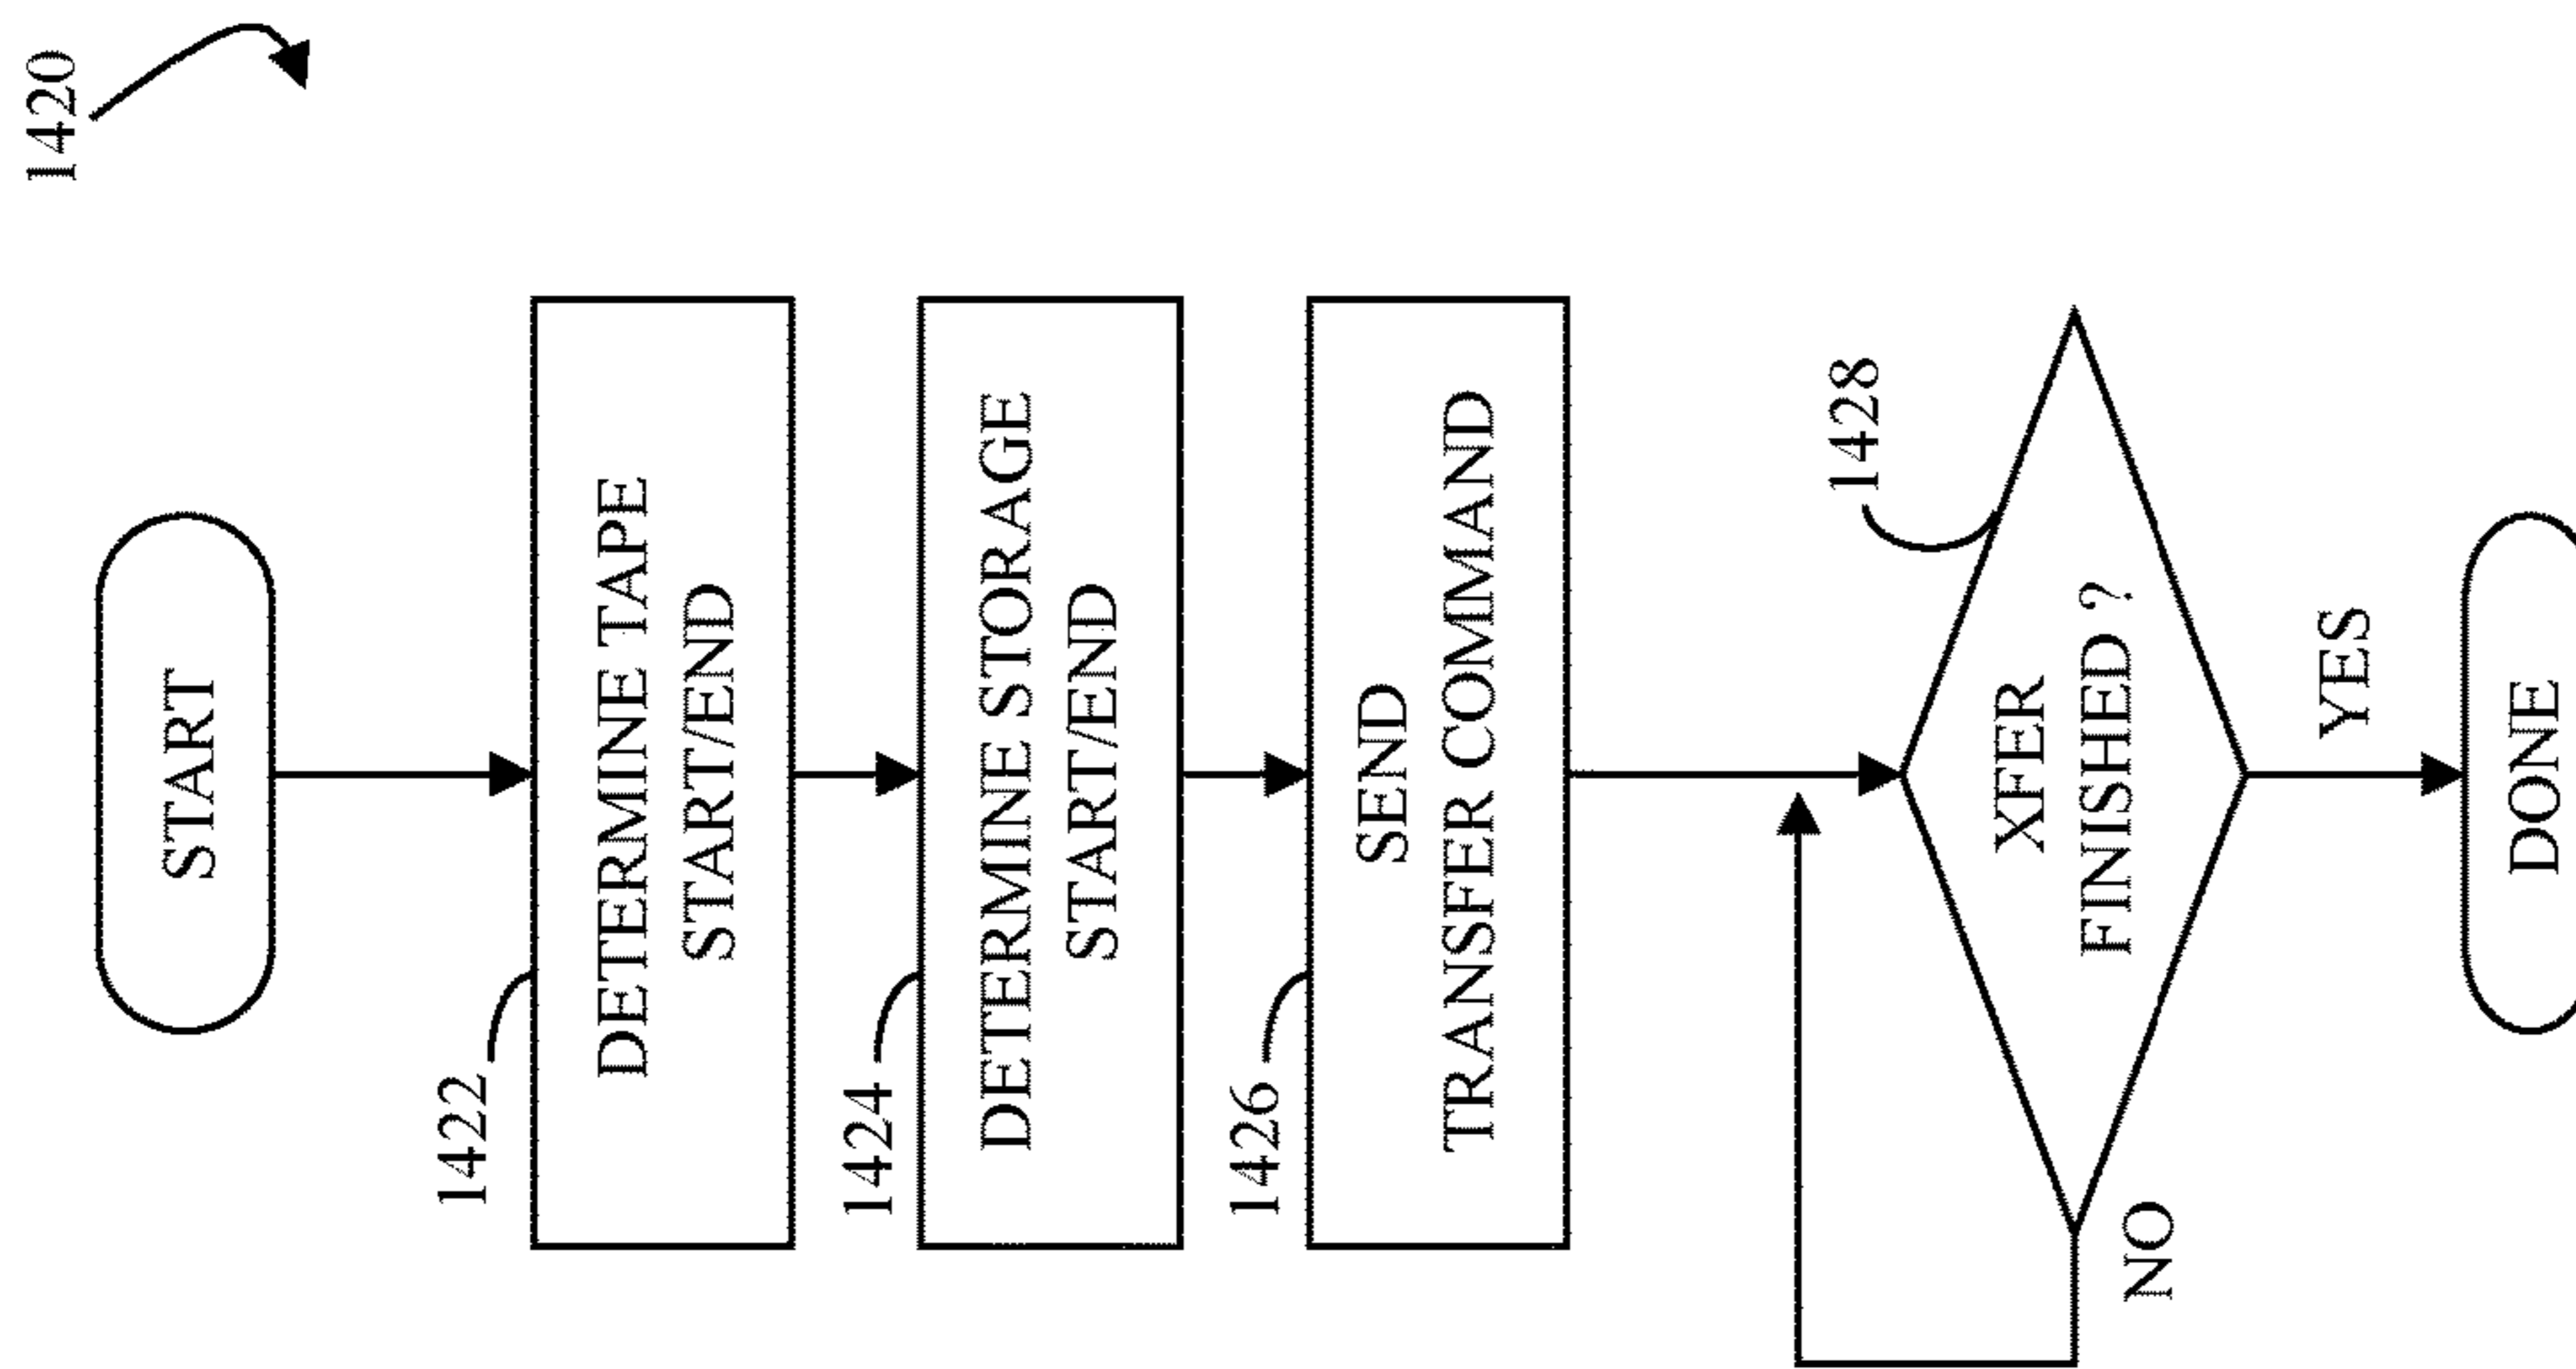 1420
START
1422
DETERMINE TAPE
START/END
1424
DETERMINE STORAGE
START/END
1426
SEND
TRANSFER COMMAND
1428
XFER
FINISHED ?
NO
YES
DONE